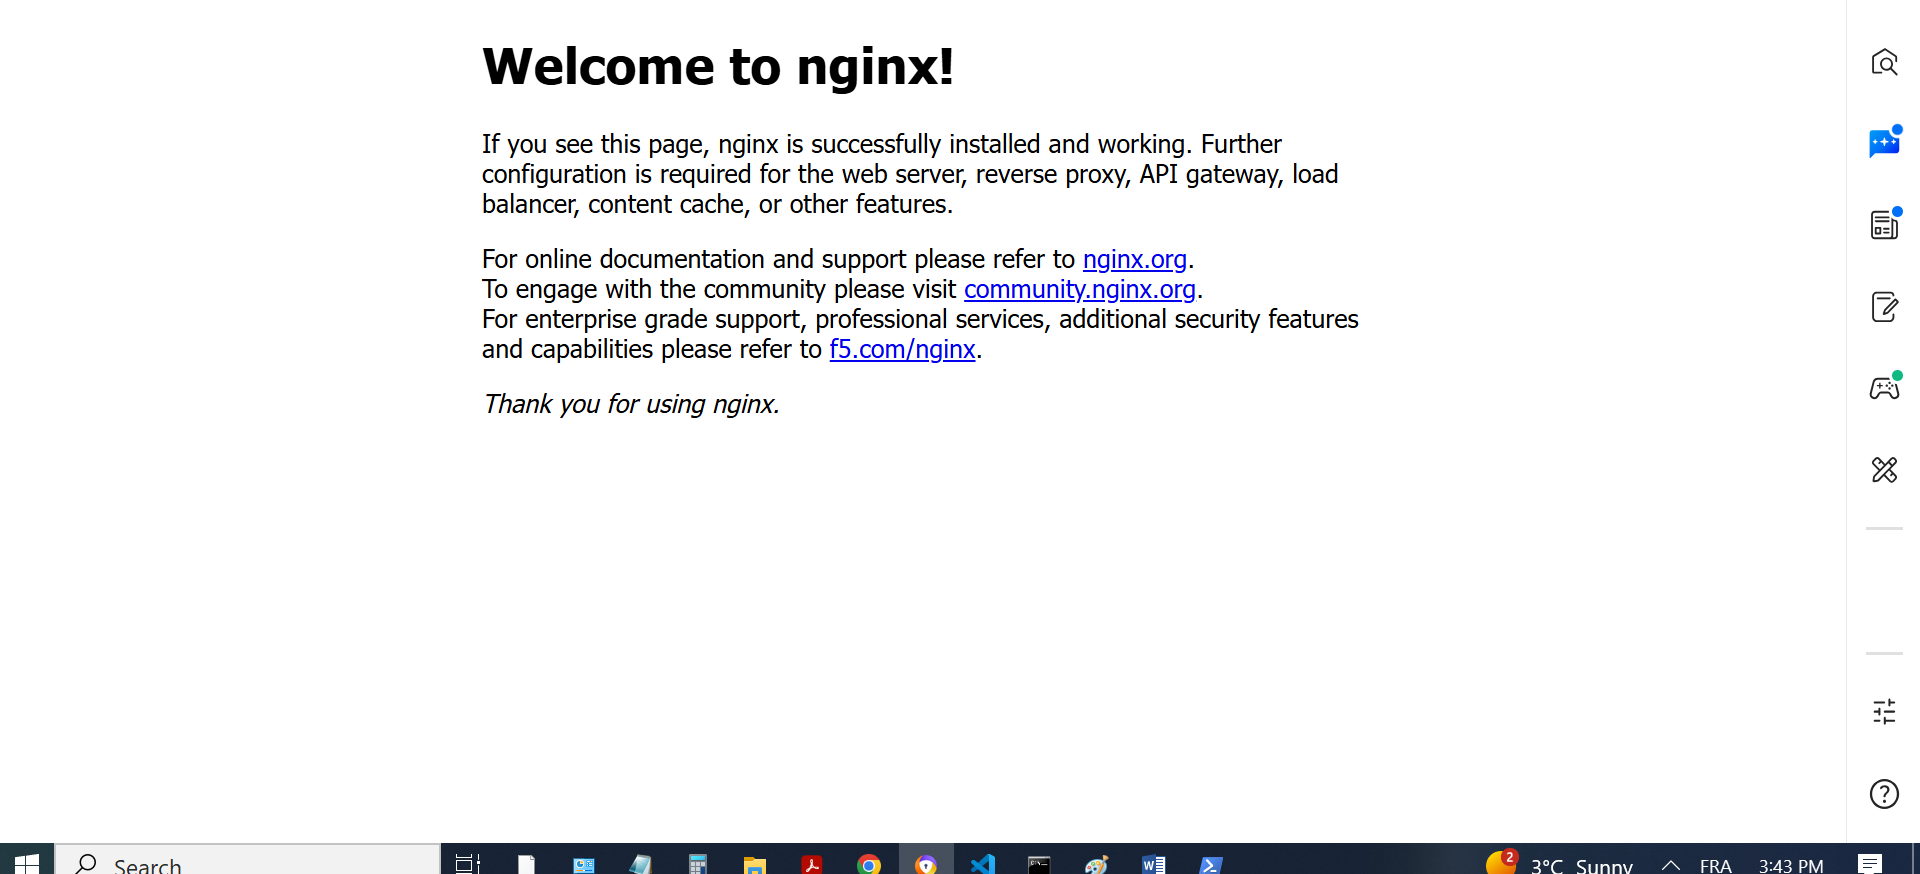 Welcome to nginx!
If you see this page, nginx is successfully installed and working. Further
configuration is required for the web server, reverse proxy, API gateway, load
balancer, content cache, or other features.
For online documentation and support please refer to nginx.org.
To engage with the community please visit community.nginx.org.
For enterprise grade support, professional services, additional security features
and capabilities please refer to f5.com/nginx.
Thank you for using nginx.
Search
2
3°C Sunny
FRA
3:43 PM